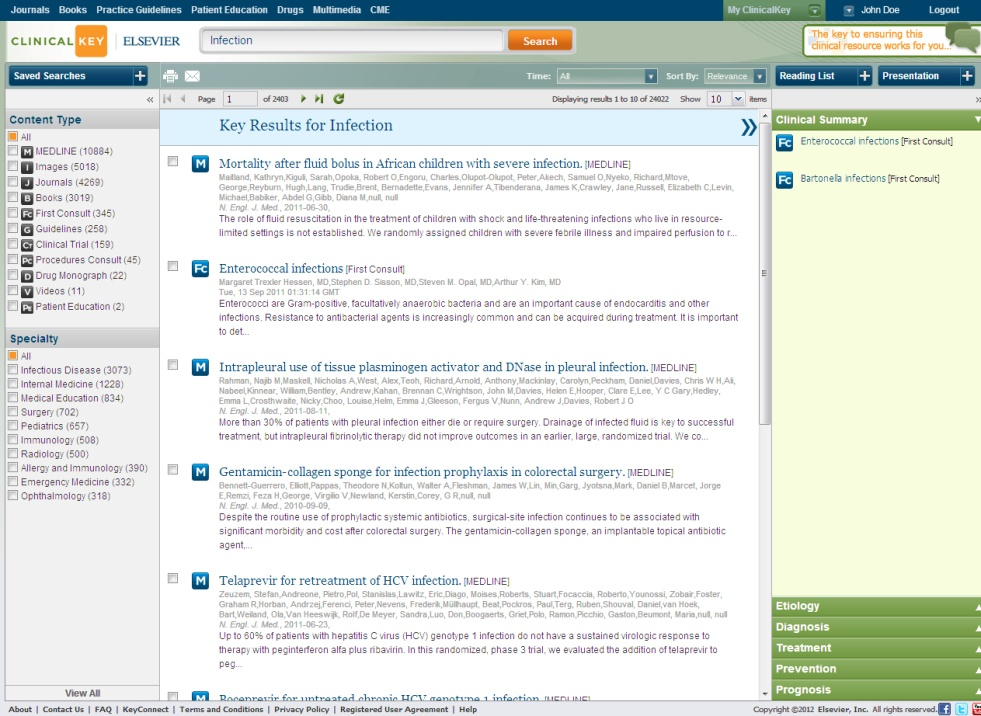 Journals Books Practice Guidelines Patient Education Drugs Multimedia CME My ClinicalKey John Doe Logout
CLINICAL KEY ELSEVIER Infection Search
The key to ensuring this
clinical resource works for you...
Saved Searches + Time: All Sort By: Relevance Reading List + Presentation +
« Page 1 of 2403 Displaying results 1 to 10 of 24022 Show 10 items »
Content Type
All
M MEDLINE (10884)
I Images (5018)
J Journals (4269)
B Books (3019)
Fc First Consult (345)
G Guidelines (258)
CT Clinical Trial (159)
Pc Procedures Consult (45)
D Drug Monograph (22)
V Videos (11)
PE Patient Education (2)
Specialty
All
Infectious Disease (3073)
Internal Medicine (1228)
Medical Education (834)
Surgery (702)
Pediatrics (657)
Immunology (508)
Radiology (500)
Allergy and Immunology (390)
Emergency Medicine (332)
Ophthalmology (318)
View All
Key Results for Infection
M Mortality after fluid bolus in African children with severe infection. [MEDLINE]
Maitland, Kathryn,Kiguli, Sarah,Opoka, Robert O,Engoru, Charles,Olupot-Olupot, Peter,Akech, Samuel O,Nyeko, Richard,Mtove,
George,Reyburn, Hugh,Lang, Trudie,Brent, Bernadette,Evans, Jennifer A,Tibenderana, James K,Crawley, Jane,Russell, Elizabeth C,Levin,
Michael,Babiker, Abdel G,Gibb, Diana M,null, null
N. Engl. J. Med., 2011-06-30,
The role of fluid resuscitation in the treatment of children with shock and life-threatening infections who live in resource-
limited settings is not established. We randomly assigned children with severe febrile illness and impaired perfusion to r...
Fc Enterococcal infections [First Consult]
Margaret Trexler Hessen, MD,Stephen D. Sisson, MD,Steven M. Opal, MD,Arthur Y. Kim, MD
Tue, 13 Sep 2011 01:31:14 GMT
Enterococci are Gram-positive, facultatively anaerobic bacteria and are an important cause of endocarditis and other
infections. Resistance to antibacterial agents is increasingly common and can be acquired during treatment. It is important
to det...
M Intrapleural use of tissue plasminogen activator and DNase in pleural infection. [MEDLINE]
Rahman, Najib M,Maskell, Nicholas A,West, Alex,Teoh, Richard,Arnold, Anthony,Mackinlay, Carolyn,Peckham, Daniel,Davies, Chris W H,Ali,
Nabeel,Kinnear, William,Bentley, Andrew,Kahan, Brennan C,Wrightson, John M,Davies, Helen E,Hooper, Clare E,Lee, Y C Gary,Hedley,
Emma L,Crosthwaite, Nicky,Choo, Louise,Helm, Emma J,Gleeson, Fergus V,Nunn, Andrew J,Davies, Robert J O
N. Engl. J. Med., 2011-08-11,
More than 30% of patients with pleural infection either die or require surgery. Drainage of infected fluid is key to successful
treatment, but intrapleural fibrinolytic therapy did not improve outcomes in an earlier, large, randomized trial. We co...
M Gentamicin-collagen sponge for infection prophylaxis in colorectal surgery. [MEDLINE]
Bennett-Guerrero, Elliott,Pappas, Theodore N,Koltun, Walter A,Fleshman, James W,Lin, Min,Garg, Jyotsna,Mark, Daniel B,Marcet, Jorge
E,Remzi, Feza H,George, Virgilio V,Newland, Kerstin,Corey, G R,null, null
N. Engl. J. Med., 2010-09-09,
Despite the routine use of prophylactic systemic antibiotics, surgical-site infection continues to be associated with
significant morbidity and cost after colorectal surgery. The gentamicin-collagen sponge, an implantable topical antibiotic
agent,...
M Telaprevir for retreatment of HCV infection. [MEDLINE]
Zeuzem, Stefan,Andreone, Pietro,Pol, Stanislas,Lawitz, Eric,Diago, Moises,Roberts, Stuart,Focaccia, Roberto,Younossi, Zobair,Foster,
Graham R,Horban, Andrzej,Ferenci, Peter,Nevens, Frederik,Müllhaupt, Beat,Pockros, Paul,Terg, Ruben,Shouval, Daniel,van Hoek,
Bart,Weiland, Ola,Van Heeswijk, Rolf,De Meyer, Sandra,Luo, Don,Boogaerts, Griet,Polo, Ramon,Picchio, Gaston,Beumont, Maria,null, null
N. Engl. J. Med., 2011-06-23,
Up to 60% of patients with hepatitis C virus (HCV) genotype 1 infection do not have a sustained virologic response to
therapy with peginterferon alfa plus ribavirin. In this randomized, phase 3 trial, we evaluated the addition of telaprevir to
peg...
M Boceprevir for untreated chronic HCV genotype 1 infection. [MEDLINE]
Clinical Summary
Fc Enterococcal infections [First Consult]
Fc Bartonella infections [First Consult]
Etiology
Diagnosis
Treatment
Prevention
Prognosis
About | Contact Us | FAQ | KeyConnect | Terms and Conditions | Privacy Policy | Registered User Agreement | Help Copyright ©2012 Elsevier, Inc. All rights reserved.